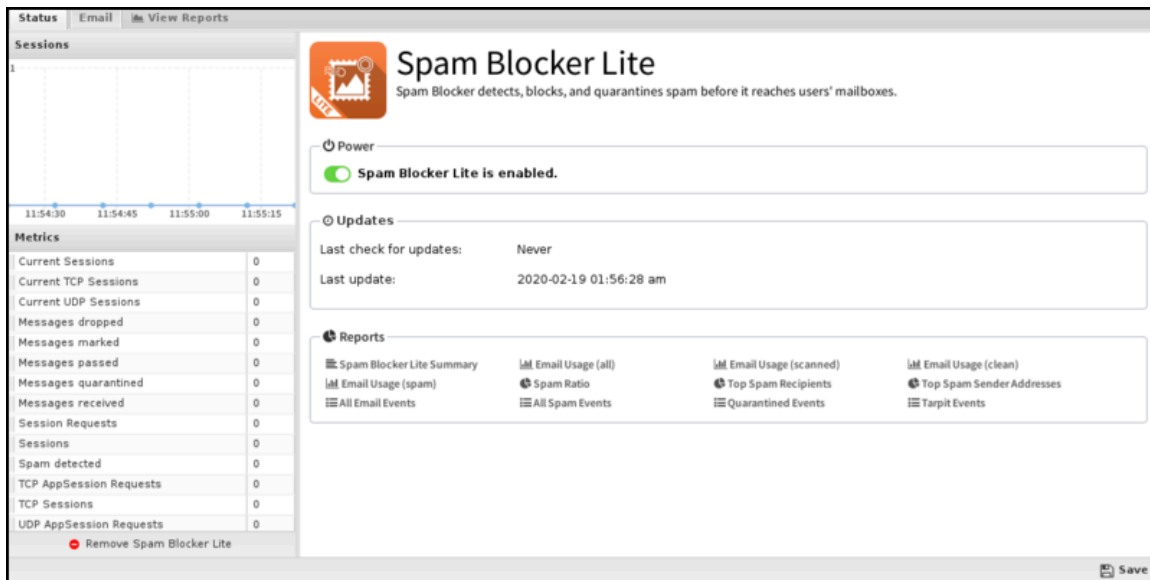 Status Email View Reports
Sessions
1
11:54:30 11:54:45 11:55:00 11:55:15
Metrics
Current Sessions 0
Current TCP Sessions 0
Current UDP Sessions 0
Messages dropped 0
Messages marked 0
Messages passed 0
Messages quarantined 0
Messages received 0
Session Requests 0
Sessions 0
Spam detected 0
TCP AppSession Requests 0
TCP Sessions 0
UDP AppSession Requests 0
Remove Spam Blocker Lite
LITE
Spam Blocker Lite
Spam Blocker detects, blocks, and quarantines spam before it reaches users' mailboxes.
Power
Spam Blocker Lite is enabled.
Updates
Last check for updates: Never
Last update: 2020-02-19 01:56:28 am
Reports
Spam Blocker Lite Summary Email Usage (all) Email Usage (scanned) Email Usage (clean)
Email Usage (spam) Spam Ratio Top Spam Recipients Top Spam Sender Addresses
All Email Events All Spam Events Quarantined Events Tarpit Events
Save